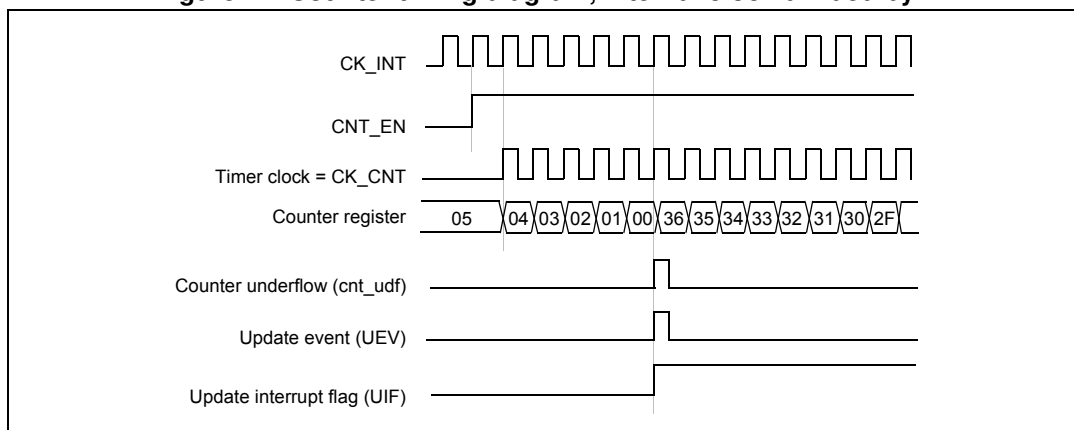 CK_INT
CNT_EN
Timer clock = CK_CNT
Counter register 05 04 03 02 01 00 36 35 34 33 32 31 30 2F
Counter underflow (cnt_udf)
Update event (UEV)
Update interrupt flag (UIF)